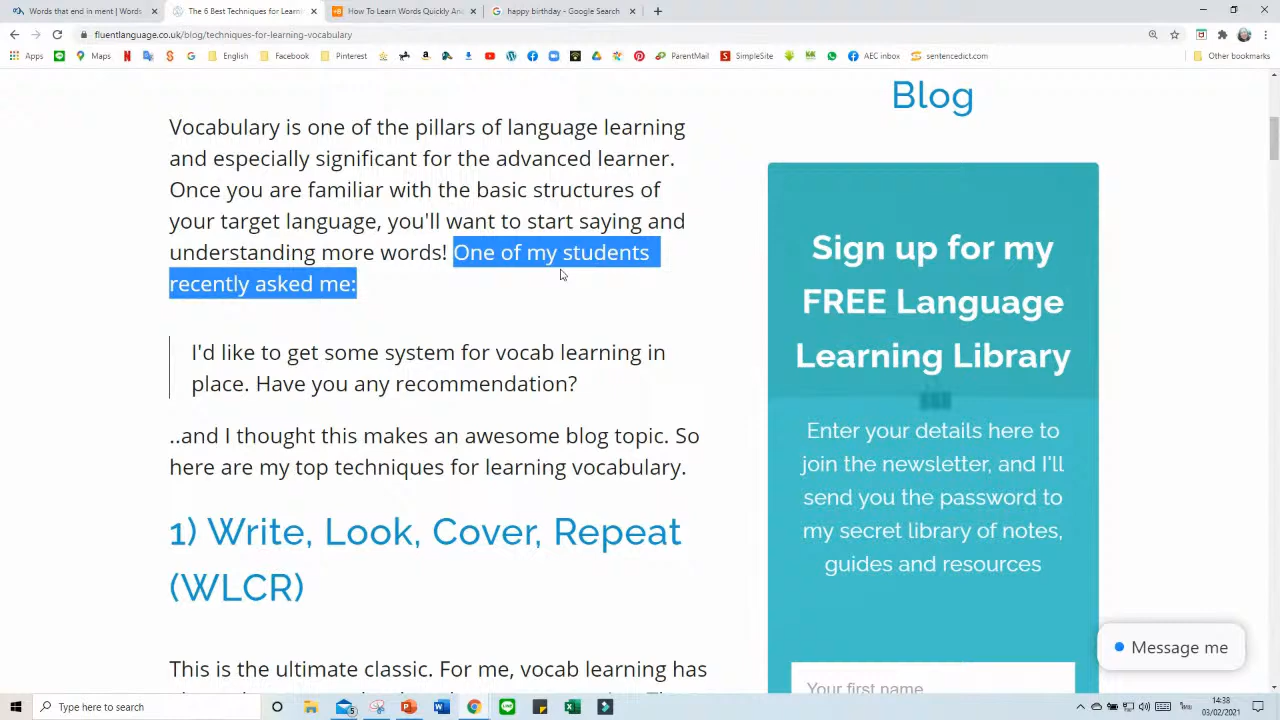 Words that end in ment | Words
The 6 Best Techniques for Learni
How To Learn Words Quickly An
happy birthday - Google Search
fluentlanguage.co.uk/blog/techniques-for-learning-vocabulary
Apps
Maps
English
Facebook
Pinterest
ParentMail
SimpleSite
AEC inbox
sentencedict.com
Other bookmarks
Blog
Vocabulary is one of the pillars of language learning
and especially significant for the advanced learner.
Once you are familiar with the basic structures of
your target language, you'll want to start saying and
understanding more words! One of my students
recently asked me:
I'd like to get some system for vocab learning in
place. Have you any recommendation?
..and I thought this makes an awesome blog topic. So
here are my top techniques for learning vocabulary.
1) Write, Look, Cover, Repeat
(WLCR)
This is the ultimate classic. For me, vocab learning has
Sign up for my
FREE Language
Learning Library
Enter your details here to
join the newsletter, and I'll
send you the password to
my secret library of notes,
guides and resources
Your first name
Message me
Type here to search
14:38
03/02/2021